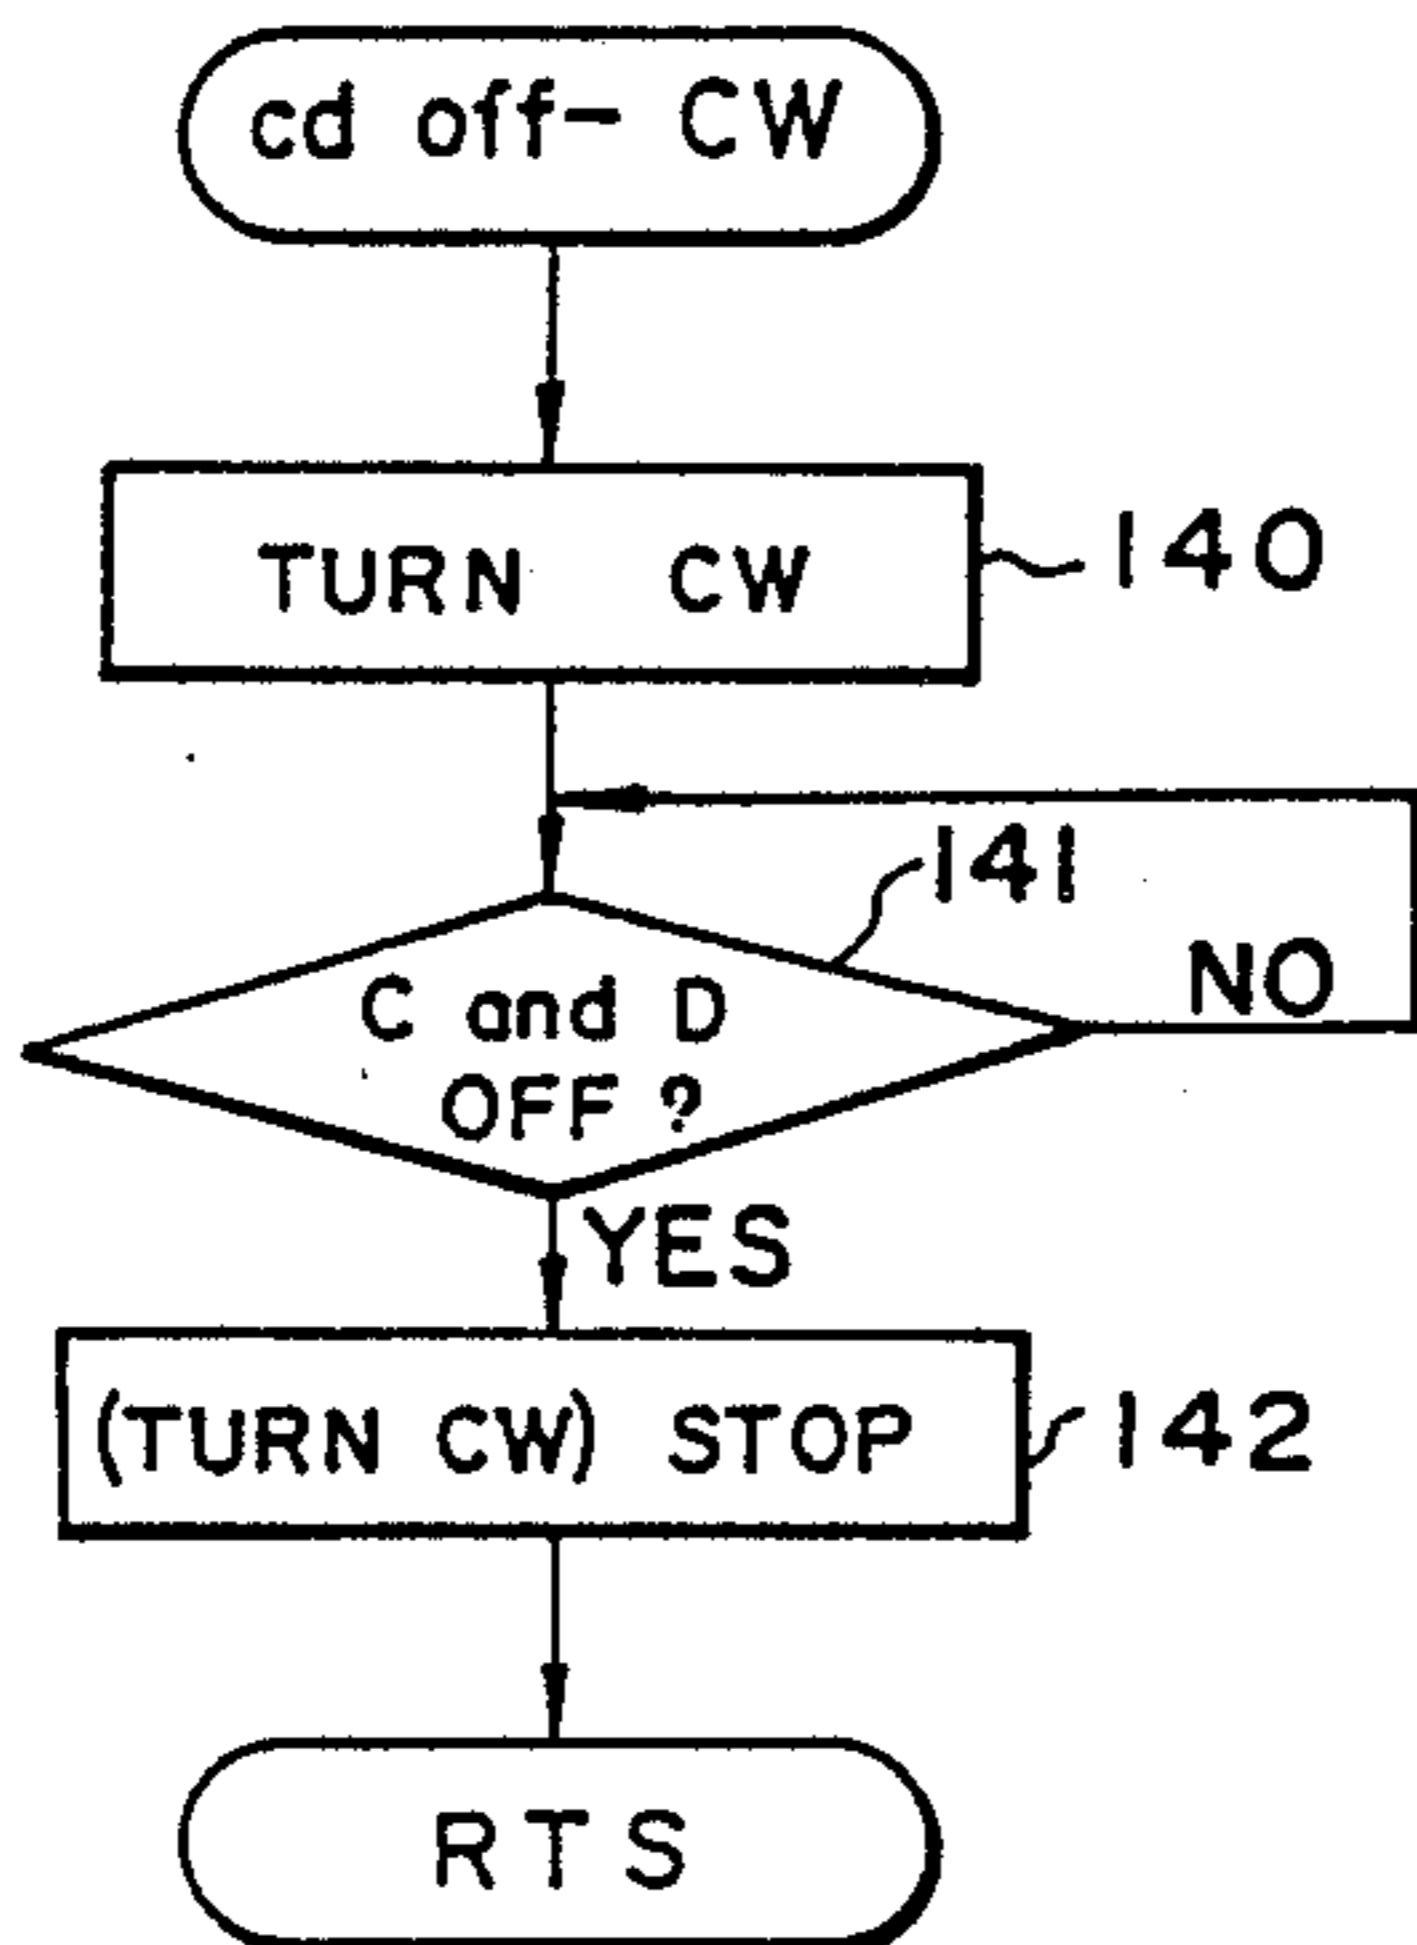 cd off- CW
TURN CW
140
141
NO
C and D
OFF ?
YES
(TURN CW) STOP
142
RTS